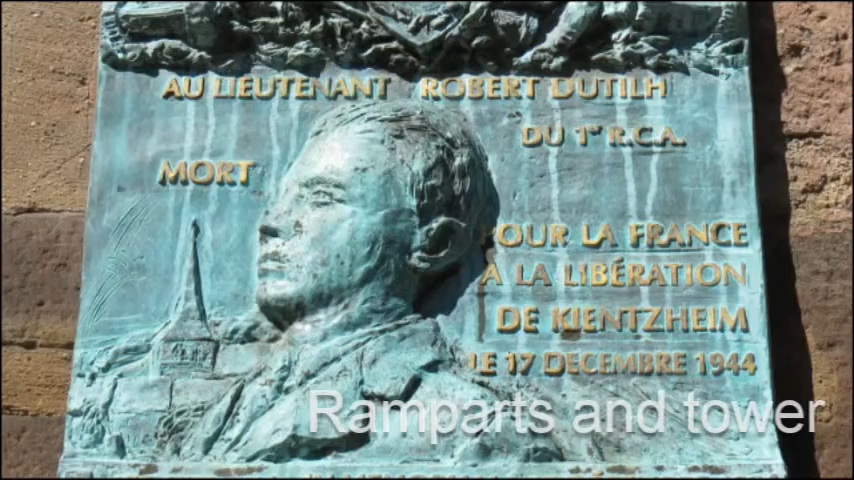 AU LIEUTENANT ROBERT DUTILH
DU 1er R.C.A.
MORT
POUR LA FRANCE
A LA LIBÉRATION
DE KIENTZHEIM
LE 17 DECEMBRE 1944
Ramparts and tower